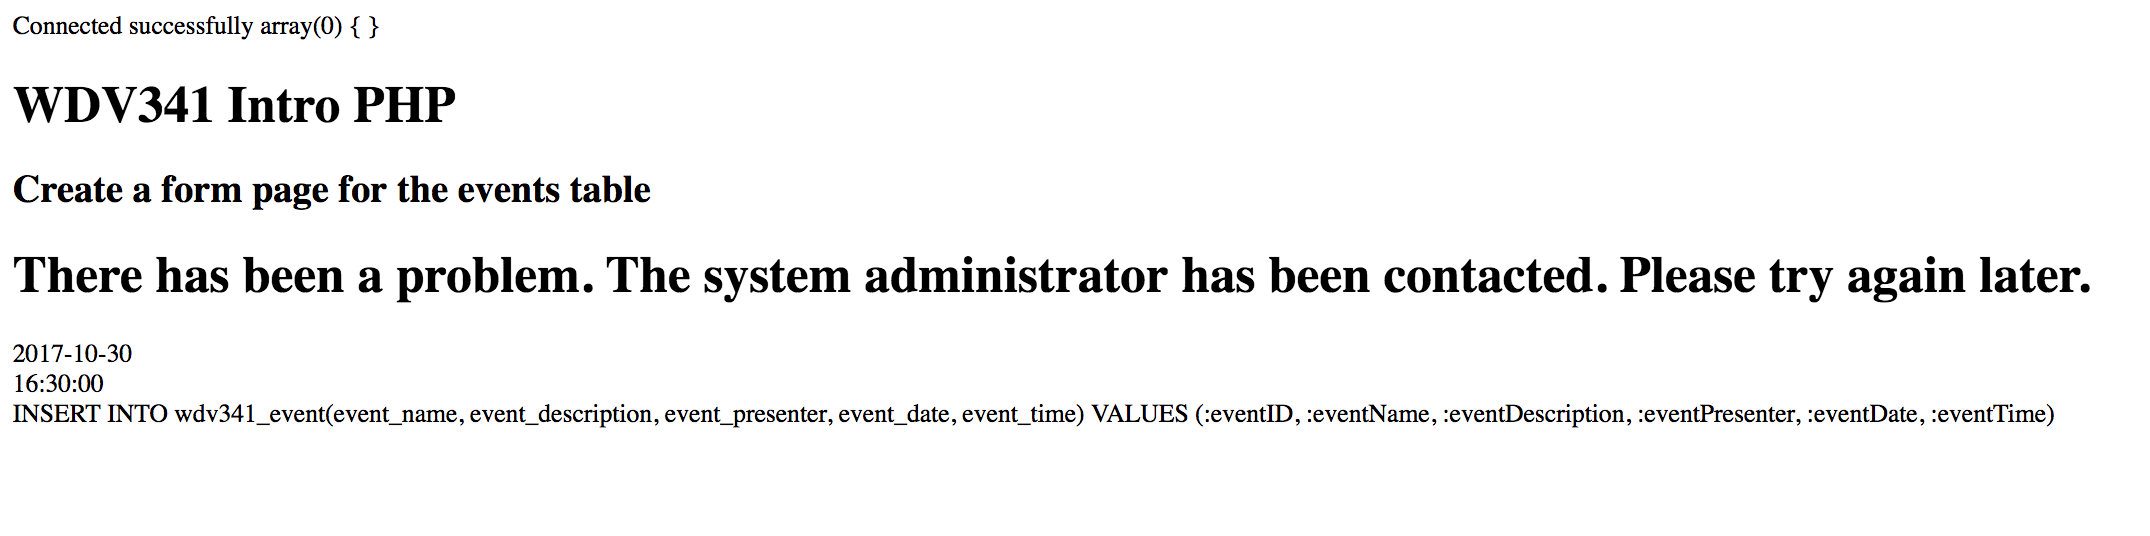 Connected successfully array(0) { }
WDV341 Intro PHP
Create a form page for the events table
There has been a problem. The system administrator has been contacted. Please try again later.
2017-10-30
16:30:00
INSERT INTO wdv341_event(event_name, event_description, event_presenter, event_date, event_time) VALUES (:eventID, :eventName, :eventDescription, :eventPresenter, :eventDate, :eventTime)